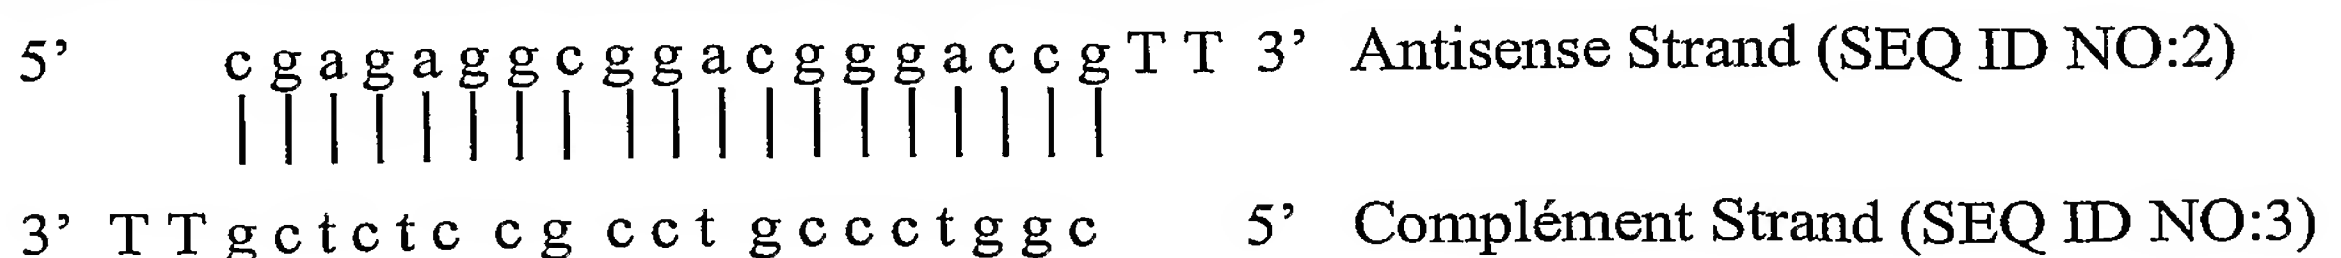 5’ c g a g a g g c g g a c g g g a c c g T T 3’ Antisense Strand (SEQ ID NO:2)
3’ T T g c t c t c c g c c t g c c c t g g c 5’ Complément Strand (SEQ ID NO:3)